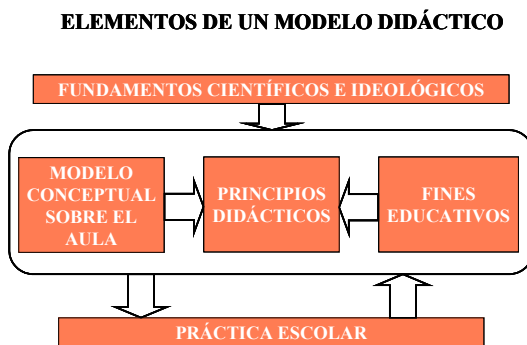 ELEMENTOS DE UN MODELO DIDÁCTICO
FUNDAMENTOS CIENTÍFICOS E IDEOLÓGICOS
MODELO
CONCEPTUAL
SOBRE EL
AULA
PRINCIPIOS
DIDÁCTICOS
FINES
EDUCATIVOS
PRÁCTICA ESCOLAR